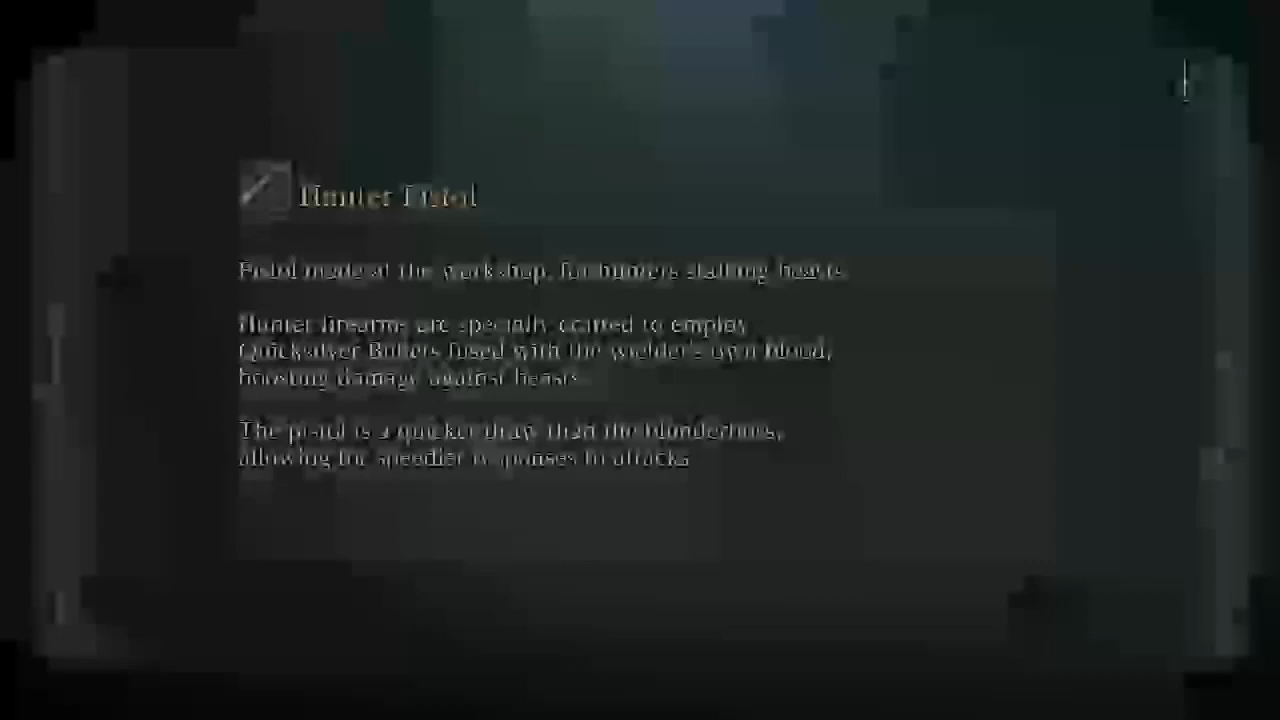 Hunter Pistol
Pistol made at the workshop, for hunters stalking beasts.
Hunter firearms are specially crafted to employ
Quicksilver Bullets fused with the wielder's own blood,
boosting damage against beasts.
The pistol is a quicker draw than the blunderbuss,
allowing for speedier responses to attacks.